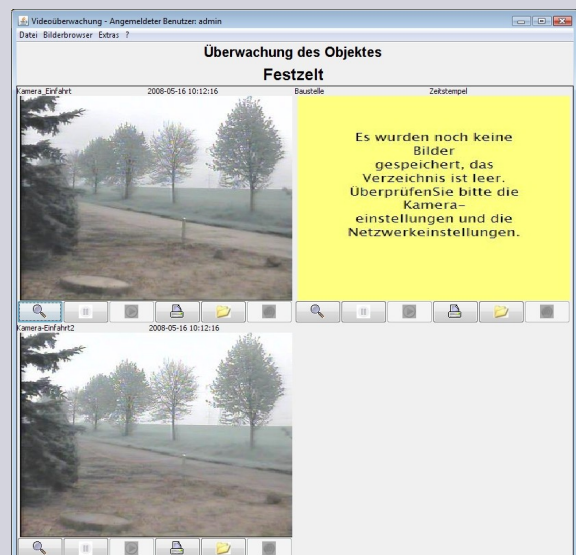 Videoüberwachung - Angemeldeter Benutzer: admin
Datei Bilderbrowser Extras ?
Überwachung des Objektes
Festzelt
Kamera_Einfahrt 2008-05-16 10:12:16 Baustelle Zeitstempel
Es wurden noch keine
Bilder
gespeichert, das
Verzeichnis ist leer.
ÜberprüfenSie bitte die
Kamera-
einstellungen und die
Netzwerkeinstellungen.
Kamera-Einfahrt2 2008-05-16 10:12:16